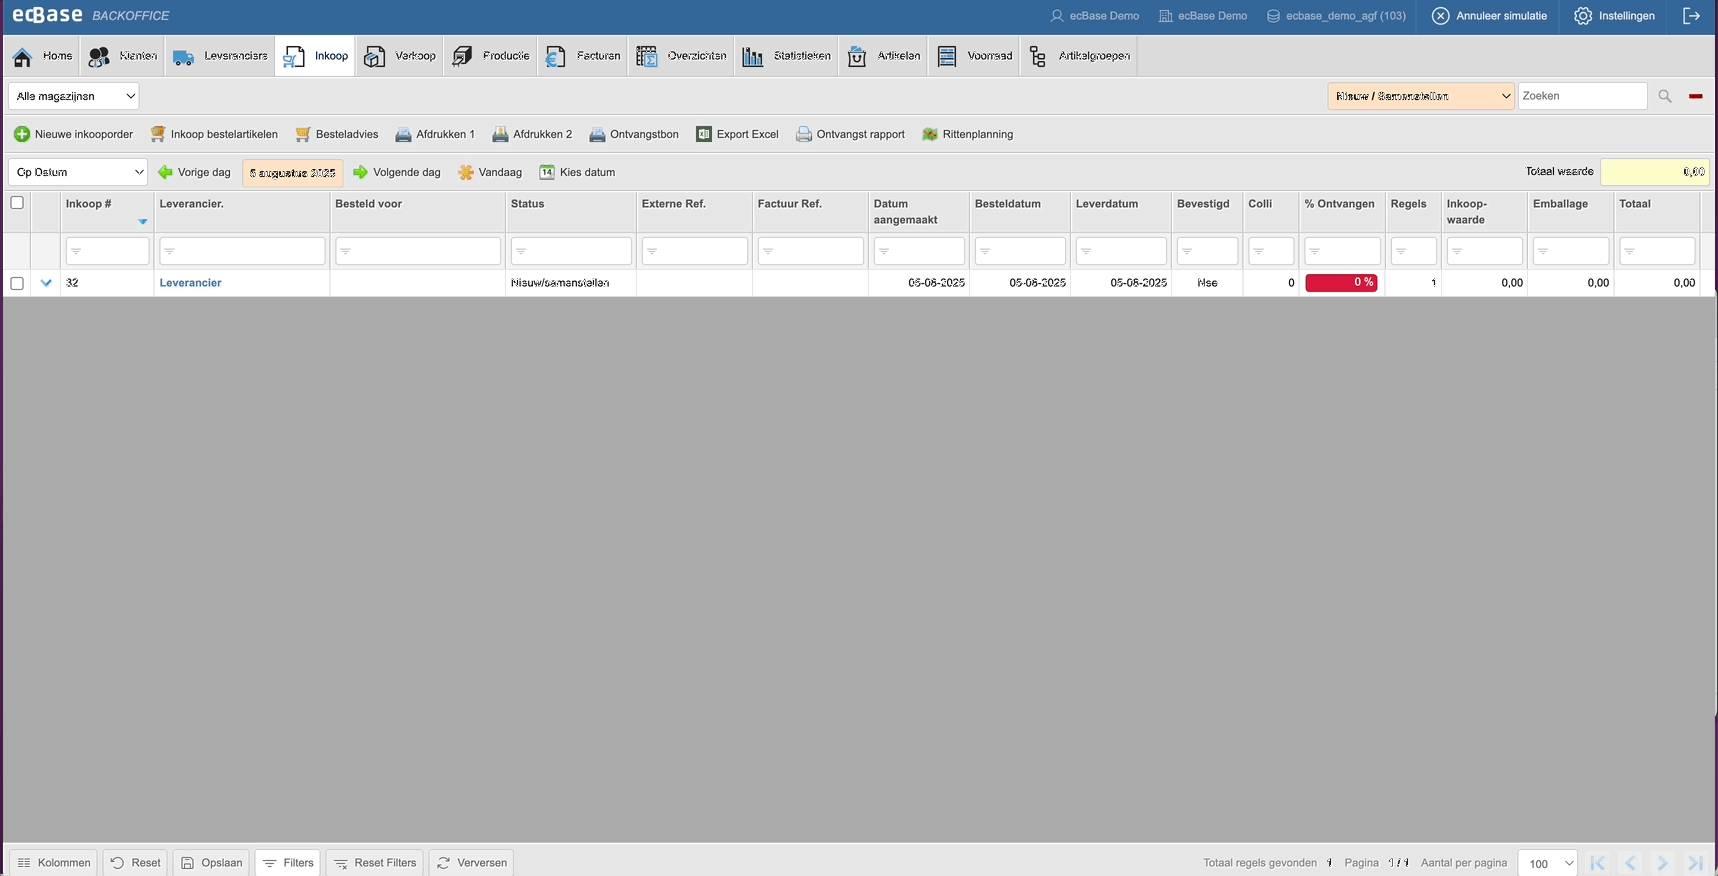 ecBase BACKOFFICE
ecBase Demo
ecBase Demo
ecbase_demo_agf (103)
Annuleer simulatie
Instellingen
Home
Klanten
Leveranciers
Inkoop
Verkoop
Productie
Facturen
Overzichten
Statistieken
Artikelen
Voorraad
Artikelgroepen
Alle magazijnen
Nieuw / Samenstellen
Zoeken
Nieuwe inkooporder
Inkoop bestelartikelen
Besteladvies
Afdrukken 1
Afdrukken 2
Ontvangstbon
Export Excel
Ontvangst rapport
Rittenplanning
Op Datum
Vorige dag
augustus 2025
Volgende dag
Vandaag
14
Kies datum
Totaal waarde
0,00
Inkoop #
Leverancier.
Besteld voor
Status
Externe Ref.
Factuur Ref.
Datum
aangemaakt
Besteldatum
Leverdatum
Bevestigd
Colli
% Ontvangen
Regels
Inkoop-
waarde
Emballage
Totaal
32
Leverancier
Nieuw/samenstellen
05-08-2025
05-08-2025
05-08-2025
Nee
0
0 %
1
0,00
0,00
0,00
Kolommen
Reset
Opslaan
Filters
Reset Filters
Verversen
Totaal regels gevonden 1
Pagina 1 / 1
Aantal per pagina
100